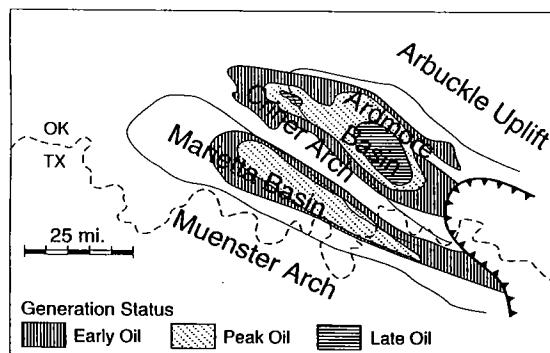 Arbuckle Uplift
Ardmore
Basin
Criner Arch
OK
TX
Marietta Basin
Muenster Arch
25 mi.
Generation Status
Early Oil
Peak Oil
Late Oil